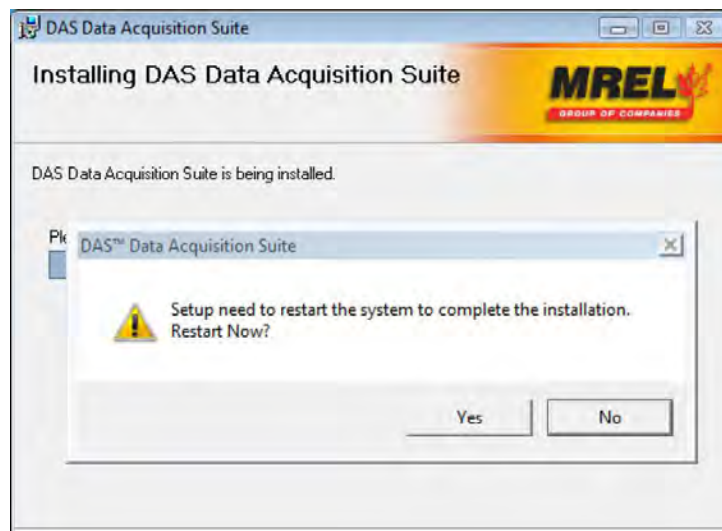 DAS Data Acquisition Suite
Installing DAS Data Acquisition Suite
MREL
GROUP OF COMPANIES
DAS Data Acquisition Suite is being installed.
DAS™ Data Acquisition Suite
Setup need to restart the system to complete the installation.
Restart Now?
Yes No